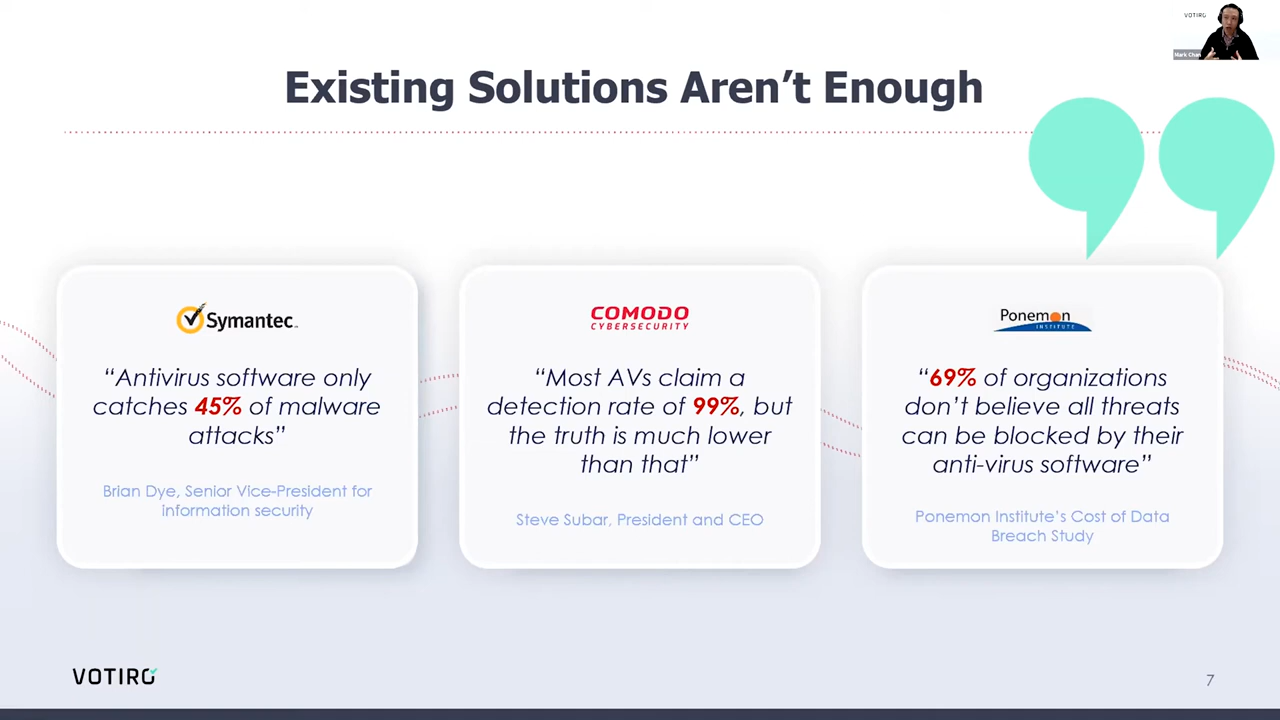 VOTIRO
Mark Chan
Existing Solutions Aren’t Enough
Symantec
“Antivirus software only
catches 45% of malware
attacks”
Brian Dye, Senior Vice-President for
information security
COMODO
CYBERSECURITY
“Most AVs claim a
detection rate of 99%, but
the truth is much lower
than that”
Steve Subar, President and CEO
Ponemon
INSTITUTE
“69% of organizations
don’t believe all threats
can be blocked by their
anti-virus software”
Ponemon Institute’s Cost of Data
Breach Study
VOTIRO
7